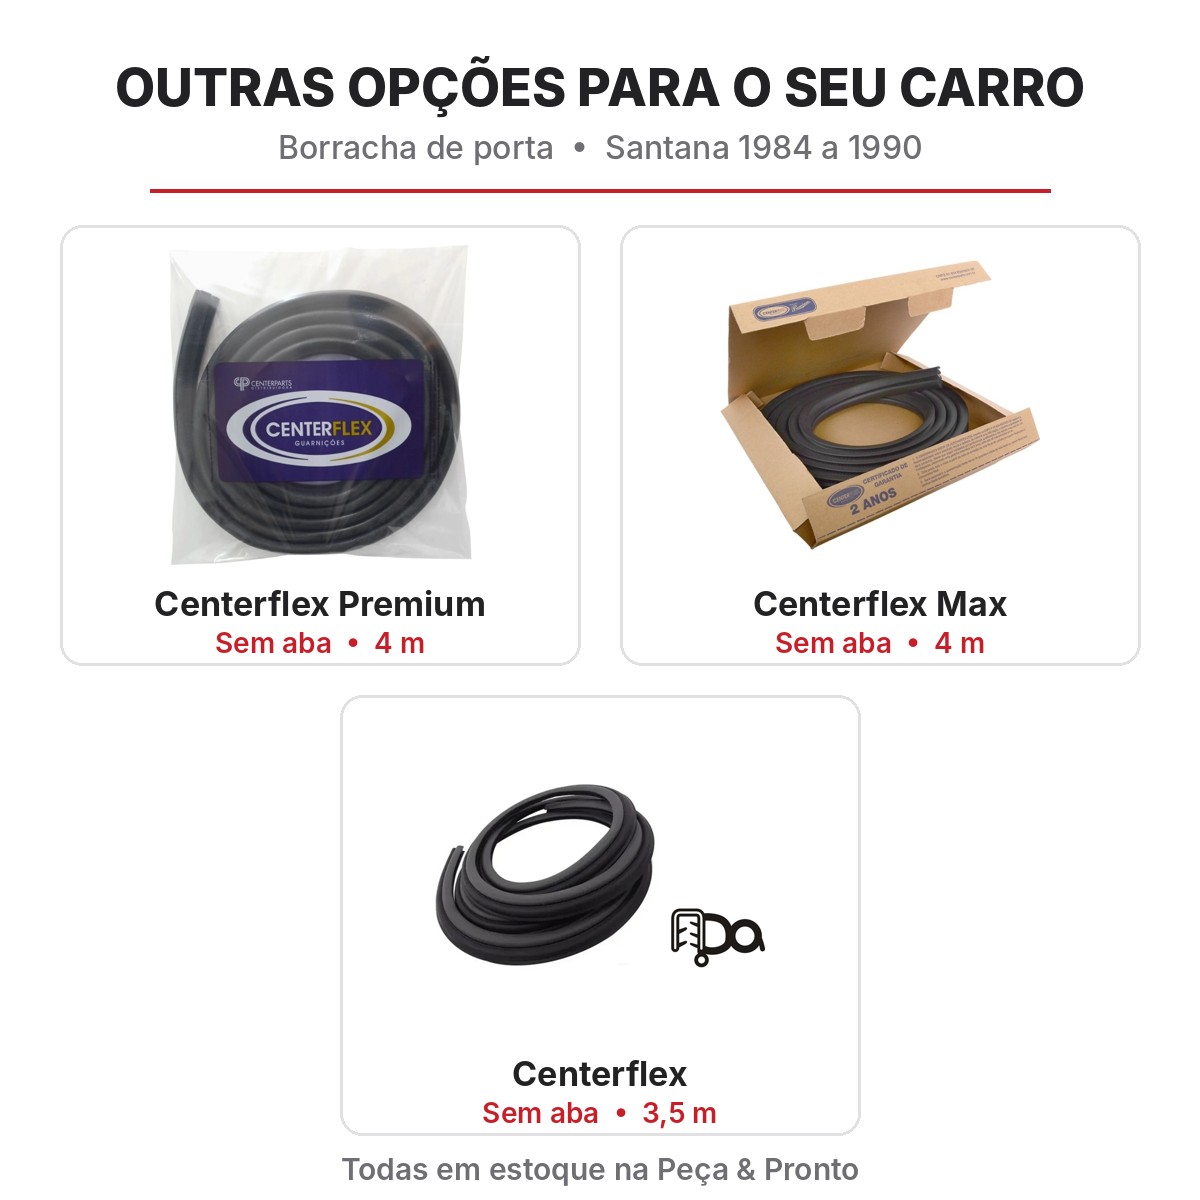 OUTRAS OPÇÕES PARA O SEU CARRO
Borracha de porta • Santana 1984 a 1990
CENTERPARTS
CENTERFLEX
GUARNIÇÕES
Centerflex Premium
Sem aba • 4 m
CERTIFICADO DE
GARANTIA
2 ANOS
Centerflex Max
Sem aba • 4 m
Centerflex
Sem aba • 3,5 m
Todas em estoque na Peça & Pronto